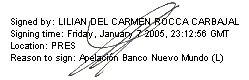 Signed by: LILIAN DEL CARMEN ROCCA CARBAJAL
Signing time: Friday, January 7 2005, 23:12:56 GMT
Location: PRES
Reason to sign: Apelación Banco Nuevo Mundo (L)